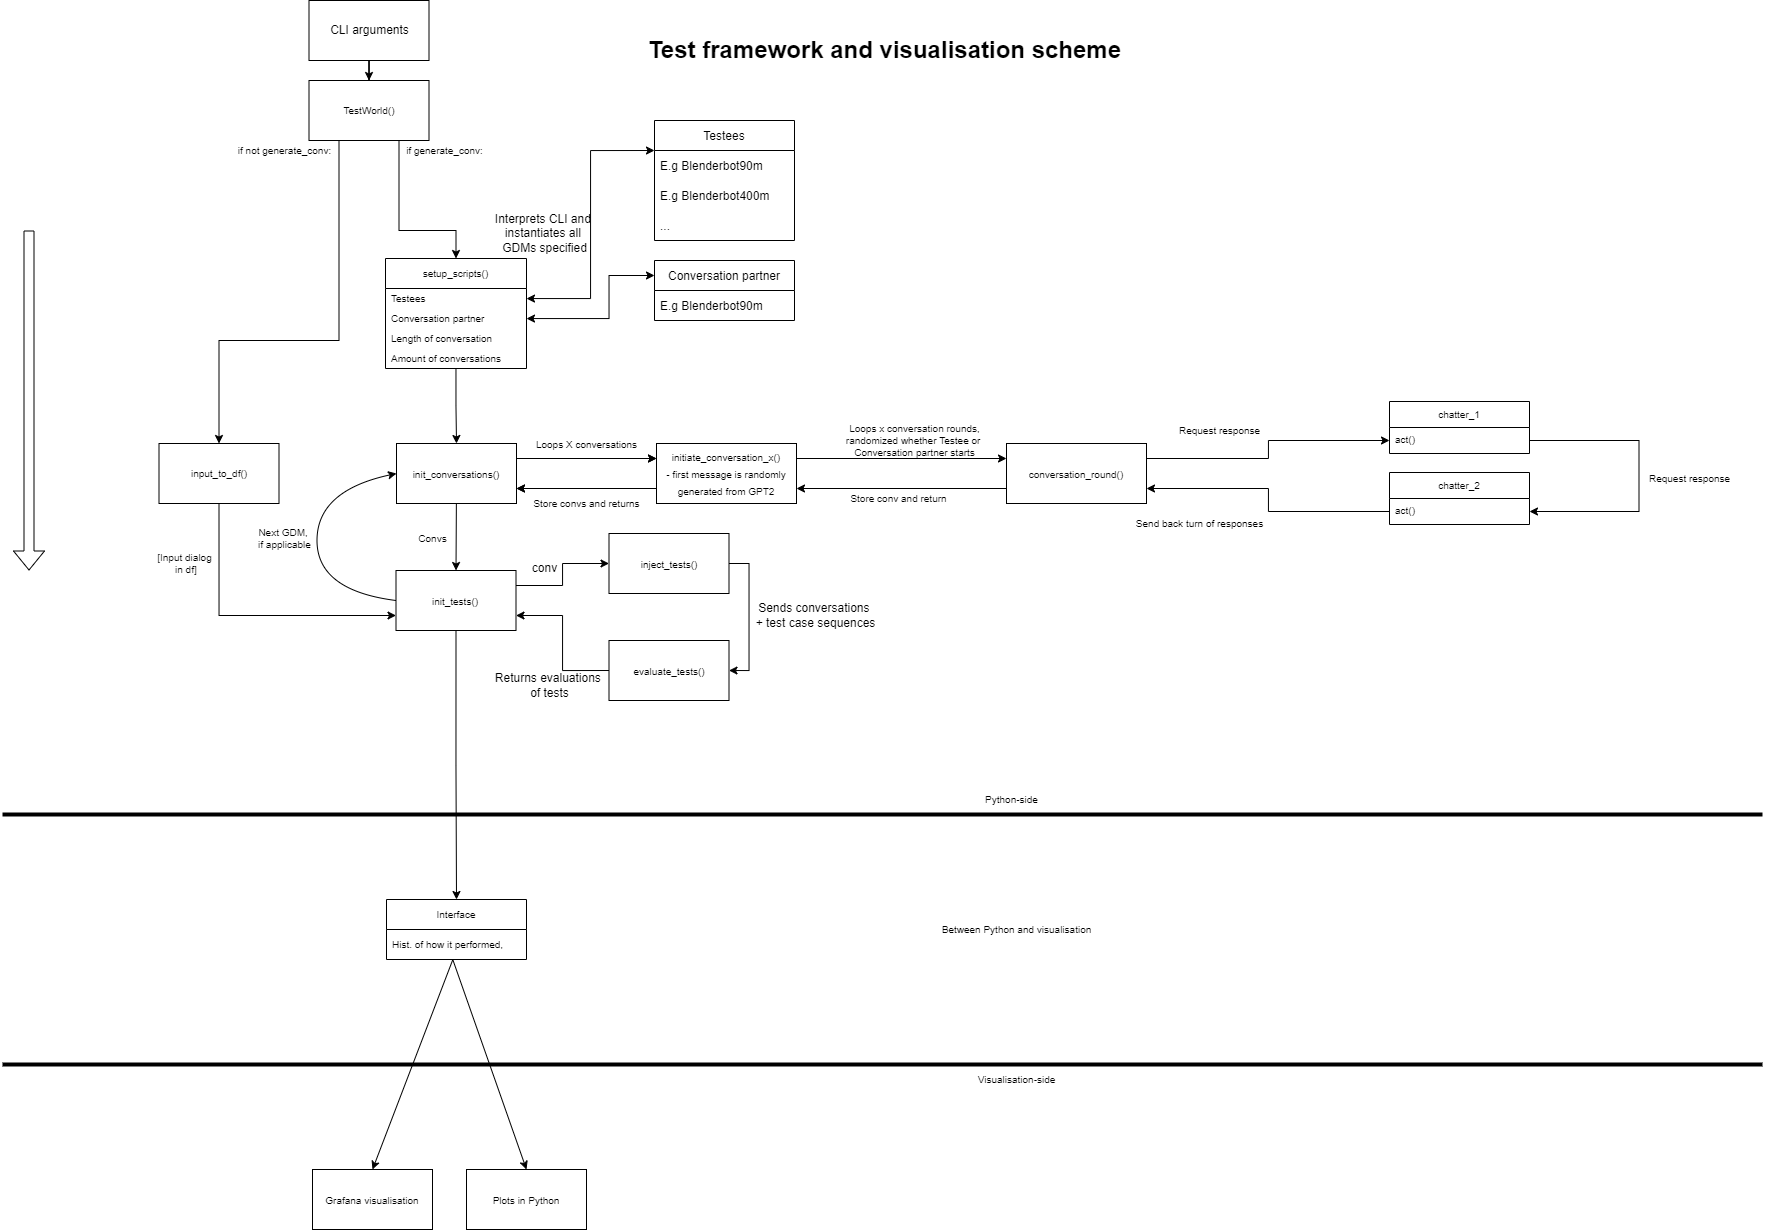 CLI arguments
Test framework and visualisation scheme
TestWorld()
if not generate_conv:
if generate_conv:
Testees
E.g Blenderbot90m
E.g Blenderbot400m
...
Interprets CLI and
instantiates all
GDMs specified
setup_scripts()
Testees
Conversation partner
Length of conversation
Amount of conversations
Conversation partner
E.g Blenderbot90m
input_to_df()
init_conversations()
Loops X conversations
Store convs and returns
initiate_conversation_x()
- first message is randomly
generated from GPT2
Loops x conversation rounds,
randomized whether Testee or
Conversation partner starts
Store conv and return
conversation_round()
Request response
Send back turn of responses
chatter_1
act()
chatter_2
act()
Request response
Next GDM,
if applicable
Convs
[Input dialog
in df]
init_tests()
conv
inject_tests()
Sends conversations
+ test case sequences
evaluate_tests()
Returns evaluations
of tests
Python-side
Interface
Hist. of how it performed,
Between Python and visualisation
Visualisation-side
Grafana visualisation
Plots in Python